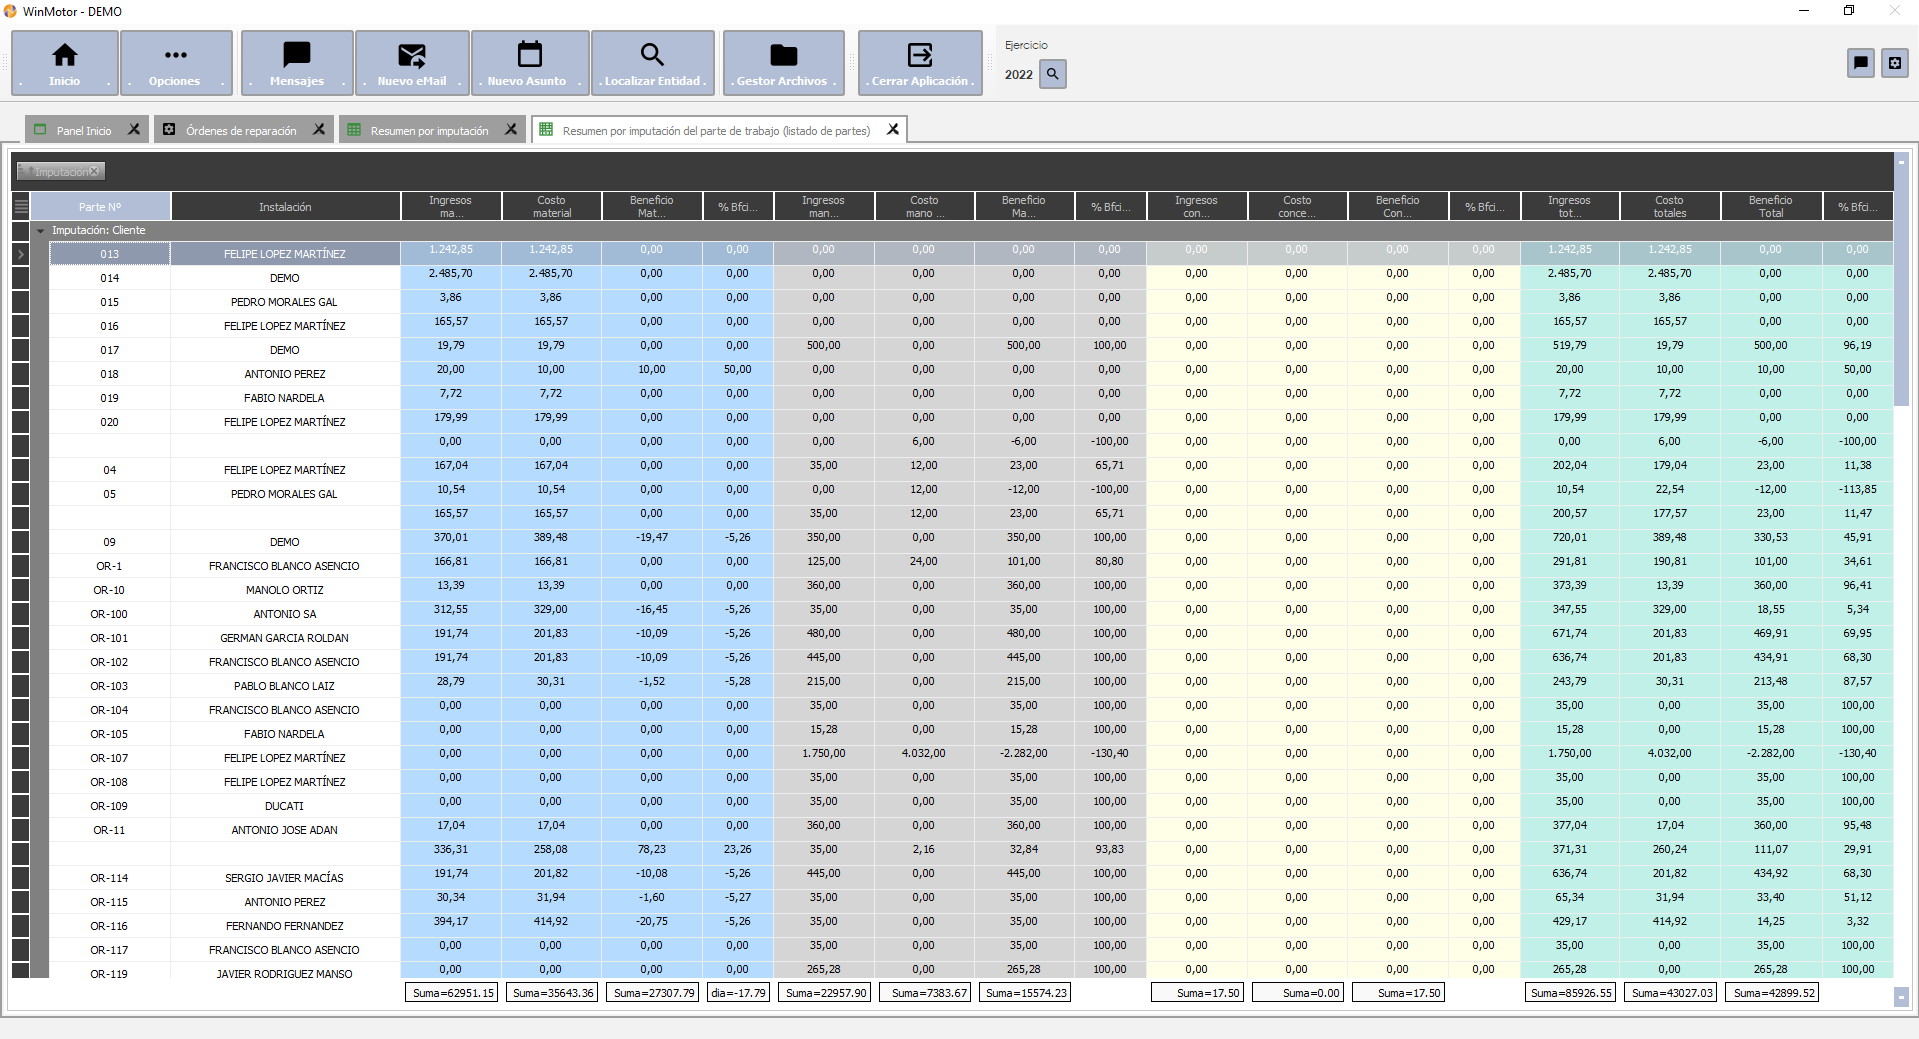 WinMotor - DEMO
. Inicio .
. Opciones .
. Mensajes .
. Nuevo eMail .
. Nuevo Asunto .
. Localizar Entidad .
. Gestor Archivos .
. Cerrar Aplicación .
Ejercicio
2022
Panel Inicio
Órdenes de reparación
Resumen por imputación
Resumen por imputación del parte de trabajo (listado de partes)
Imputación
Parte Nº Instalación Ingresos ma... Costo material Beneficio Mat... % Bfci... Ingresos man... Costo mano ... Beneficio Ma... % Bfci... Ingresos con... Costo conce... Beneficio Con... % Bfci... Ingresos tot... Costo totales Beneficio Total % Bfci...
Imputación: Cliente
013 FELIPE LOPEZ MARTÍNEZ 1.242,85 1.242,85 0,00 0,00 0,00 0,00 0,00 0,00 0,00 0,00 0,00 0,00 1.242,85 1.242,85 0,00 0,00
014 DEMO 2.485,70 2.485,70 0,00 0,00 0,00 0,00 0,00 0,00 0,00 0,00 0,00 0,00 2.485,70 2.485,70 0,00 0,00
015 PEDRO MORALES GAL 3,86 3,86 0,00 0,00 0,00 0,00 0,00 0,00 0,00 0,00 0,00 0,00 3,86 3,86 0,00 0,00
016 FELIPE LOPEZ MARTÍNEZ 165,57 165,57 0,00 0,00 0,00 0,00 0,00 0,00 0,00 0,00 0,00 0,00 165,57 165,57 0,00 0,00
017 DEMO 19,79 19,79 0,00 0,00 500,00 0,00 500,00 100,00 0,00 0,00 0,00 0,00 519,79 19,79 500,00 96,19
018 ANTONIO PEREZ 20,00 10,00 10,00 50,00 0,00 0,00 0,00 0,00 0,00 0,00 0,00 0,00 20,00 10,00 10,00 50,00
019 FABIO NARDELA 7,72 7,72 0,00 0,00 0,00 0,00 0,00 0,00 0,00 0,00 0,00 0,00 7,72 7,72 0,00 0,00
020 FELIPE LOPEZ MARTÍNEZ 179,99 179,99 0,00 0,00 0,00 0,00 0,00 0,00 0,00 0,00 0,00 0,00 179,99 179,99 0,00 0,00
0,00 0,00 0,00 0,00 0,00 6,00 -6,00 -100,00 0,00 0,00 0,00 0,00 0,00 6,00 -6,00 -100,00
04 FELIPE LOPEZ MARTÍNEZ 167,04 167,04 0,00 0,00 35,00 12,00 23,00 65,71 0,00 0,00 0,00 0,00 202,04 179,04 23,00 11,38
05 PEDRO MORALES GAL 10,54 10,54 0,00 0,00 0,00 12,00 -12,00 -100,00 0,00 0,00 0,00 0,00 10,54 22,54 -12,00 -113,85
165,57 165,57 0,00 0,00 35,00 12,00 23,00 65,71 0,00 0,00 0,00 0,00 200,57 177,57 23,00 11,47
09 DEMO 370,01 389,48 -19,47 -5,26 350,00 0,00 350,00 100,00 0,00 0,00 0,00 0,00 720,01 389,48 330,53 45,91
OR-1 FRANCISCO BLANCO ASENCIO 166,81 166,81 0,00 0,00 125,00 24,00 101,00 80,80 0,00 0,00 0,00 0,00 291,81 190,81 101,00 34,61
OR-10 MANOLO ORTIZ 13,39 13,39 0,00 0,00 360,00 0,00 360,00 100,00 0,00 0,00 0,00 0,00 373,39 13,39 360,00 96,41
OR-100 ANTONIO SA 312,55 329,00 -16,45 -5,26 35,00 0,00 35,00 100,00 0,00 0,00 0,00 0,00 347,55 329,00 18,55 5,34
OR-101 GERMAN GARCIA ROLDAN 191,74 201,83 -10,09 -5,26 480,00 0,00 480,00 100,00 0,00 0,00 0,00 0,00 671,74 201,83 469,91 69,95
OR-102 FRANCISCO BLANCO ASENCIO 191,74 201,83 -10,09 -5,26 445,00 0,00 445,00 100,00 0,00 0,00 0,00 0,00 636,74 201,83 434,91 68,30
OR-103 PABLO BLANCO LAIZ 28,79 30,31 -1,52 -5,28 215,00 0,00 215,00 100,00 0,00 0,00 0,00 0,00 243,79 30,31 213,48 87,57
OR-104 FRANCISCO BLANCO ASENCIO 0,00 0,00 0,00 0,00 35,00 0,00 35,00 100,00 0,00 0,00 0,00 0,00 35,00 0,00 35,00 100,00
OR-105 FABIO NARDELA 0,00 0,00 0,00 0,00 15,28 0,00 15,28 100,00 0,00 0,00 0,00 0,00 15,28 0,00 15,28 100,00
OR-107 FELIPE LOPEZ MARTÍNEZ 0,00 0,00 0,00 0,00 1.750,00 4.032,00 -2.282,00 -130,40 0,00 0,00 0,00 0,00 1.750,00 4.032,00 -2.282,00 -130,40
OR-108 FELIPE LOPEZ MARTÍNEZ 0,00 0,00 0,00 0,00 35,00 0,00 35,00 100,00 0,00 0,00 0,00 0,00 35,00 0,00 35,00 100,00
OR-109 DUCATI 0,00 0,00 0,00 0,00 35,00 0,00 35,00 100,00 0,00 0,00 0,00 0,00 35,00 0,00 35,00 100,00
OR-11 ANTONIO JOSE ADAN 17,04 17,04 0,00 0,00 360,00 0,00 360,00 100,00 0,00 0,00 0,00 0,00 377,04 17,04 360,00 95,48
336,31 258,08 78,23 23,26 35,00 2,16 32,84 93,83 0,00 0,00 0,00 0,00 371,31 260,24 111,07 29,91
OR-114 SERGIO JAVIER MACÍAS 191,74 201,82 -10,08 -5,26 445,00 0,00 445,00 100,00 0,00 0,00 0,00 0,00 636,74 201,82 434,92 68,30
OR-115 ANTONIO PEREZ 30,34 31,94 -1,60 -5,27 35,00 0,00 35,00 100,00 0,00 0,00 0,00 0,00 65,34 31,94 33,40 51,12
OR-116 FERNANDO FERNANDEZ 394,17 414,92 -20,75 -5,26 35,00 0,00 35,00 100,00 0,00 0,00 0,00 0,00 429,17 414,92 14,25 3,32
OR-117 FRANCISCO BLANCO ASENCIO 0,00 0,00 0,00 0,00 35,00 0,00 35,00 100,00 0,00 0,00 0,00 0,00 35,00 0,00 35,00 100,00
OR-119 JAVIER RODRIGUEZ MANSO 0,00 0,00 0,00 0,00 265,28 0,00 265,28 100,00 0,00 0,00 0,00 0,00 265,28 0,00 265,28 100,00
Suma=62951.15 Suma=35643.36 Suma=27307.79 dia=-17.79 Suma=22957.90 Suma=7383.67 Suma=15574.23 Suma=17.50 Suma=0.00 Suma=17.50 Suma=85926.55 Suma=43027.03 Suma=42899.52